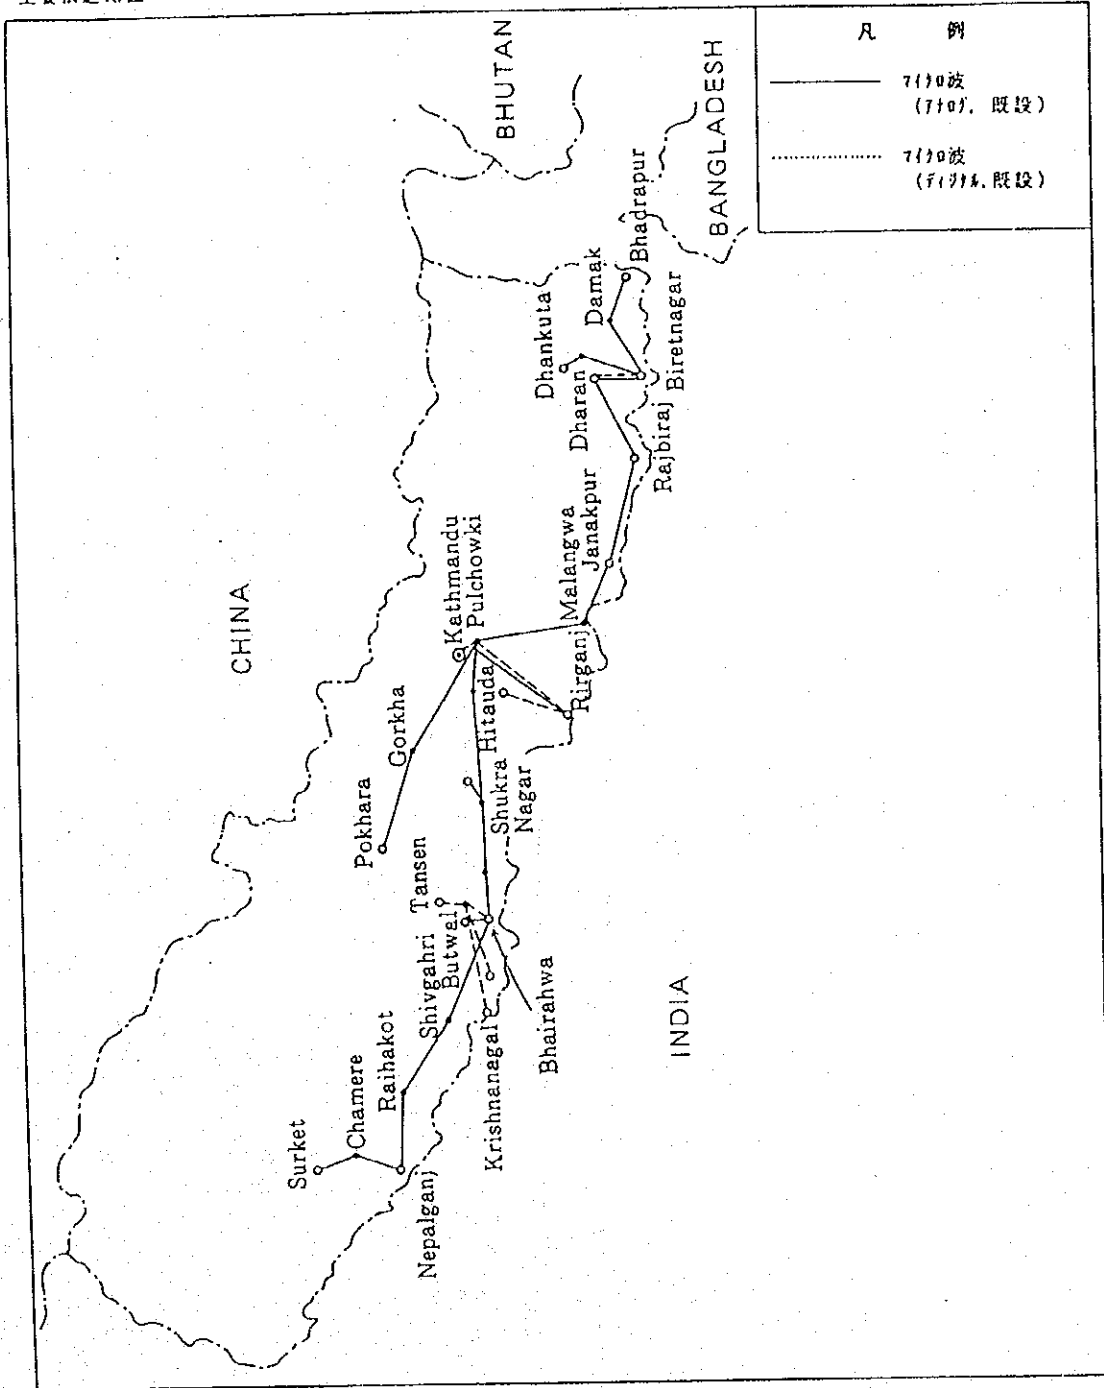 凡 例
マイクロ波
(アナログ, 既設)
マイクロ波
(ディジタル, 既設)
BHUTAN
BANGLADESH
CHINA
INDIA
Bhadrapur
Damak
Dhankuta
Biretnagar
Dharan
Rajbiraj
Janakpur
Malangwa
Kathmandu
Pulchowki
Rirganj
Hitauda
Gorkha
Shukra
Nagar
Pokhara
Tansen
Butwal
Shivgahri
Bhairahwa
Krishnanagal
Raihakot
Chamere
Surket
Nepalganj